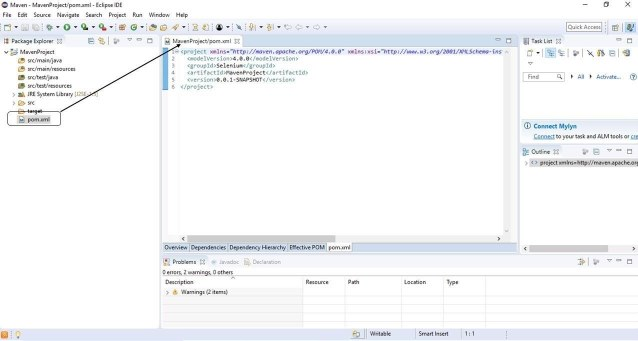 Maven - MavenProject/pom.xml - Eclipse IDE
File Edit Source Navigate Search Project Run Window Help
Quick Access
Package Explorer
MavenProject
src/main/java
src/main/resources
src/test/java
src/test/resources
JRE System Library
src
target
pom.xml
MavenProject/pom.xml
1 <project xmlns="http://maven.apache.org/POM/4.0.0" xmlns:xsi="http://www.w3.org/2001/XMLSchema-ins
2 <modelVersion>4.0.0</modelVersion>
3 <groupId>Selenium</groupId>
4 <artifactId>MavenProject</artifactId>
5 <version>0.0.1-SNAPSHOT</version>
6 </project>
Overview Dependencies Dependency Hierarchy Effective POM pom.xml
Task List
Find All Activate...
Connect Mylyn
Connect to your task and ALM tools or cre
Outline
project xmlns=http://maven.apache.org
Problems Javadoc Declaration
0 errors, 2 warnings, 0 others
Description Resource Path Location Type
Warnings (2 items)
Writable Smart Insert 1 : 1